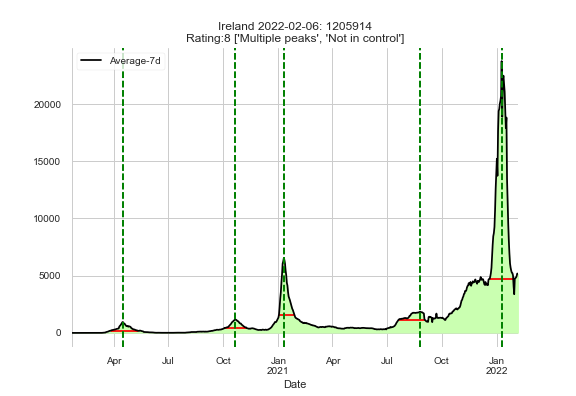 Ireland 2022-02-06: 1205914
Rating:8 ['Multiple peaks', 'Not in control']
Average-7d
20000
15000
10000
5000
0
Apr Jul Oct Jan Apr Jul Oct Jan
2021 2022
Date